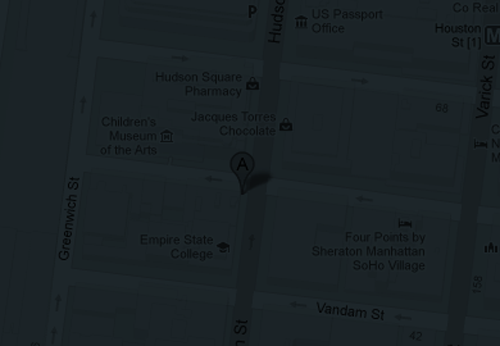 P
Hudso
US Passport
Office
Co Real
Houston
St [1]
M
Hudson Square
Pharmacy
Varick St
68
Jacques Torres
Chocolate
Children's
Museum
of the Arts
C
N
M
A
Greenwich St
Empire State
College
Four Points by
Sheraton Manhattan
SoHo Village
158
Vandam St
n St
42